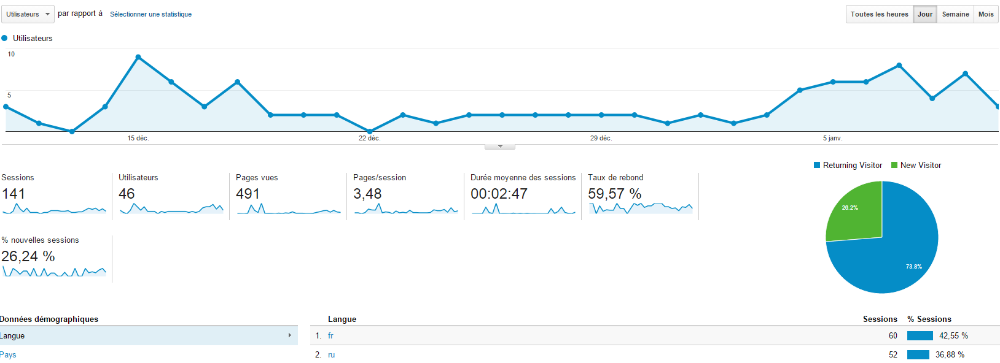 Utilisateurs par rapport à Sélectionner une statistique Toutes les heures Jour Semaine Mois
Utilisateurs
10
5
15 déc. 22 déc. 29 déc. 5 janv.
Returning Visitor New Visitor
Sessions Utilisateurs Pages vues Pages/session Durée moyenne des sessions Taux de rebond
141 46 491 3,48 00:02:47 59,57 %
26.2%
73.8%
% nouvelles sessions
26,24 %
Données démographiques
Langue
Pays
Langue Sessions % Sessions
1. fr 60 42,55 %
2. ru 52 36,88 %